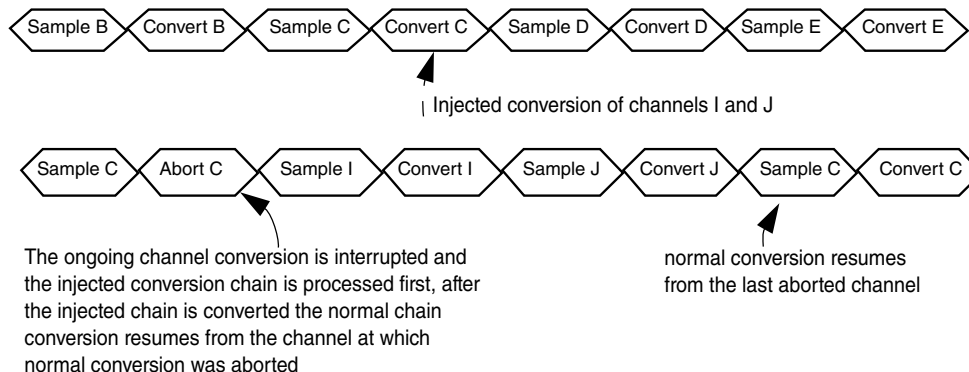 Sample B Convert B Sample C Convert C Sample D Convert D Sample E Convert E
Injected conversion of channels I and J
Sample C Abort C Sample I Convert I Sample J Convert J Sample C Convert C
The ongoing channel conversion is interrupted and
the injected conversion chain is processed first, after
the injected chain is converted the normal chain
conversion resumes from the channel at which
normal conversion was aborted
normal conversion resumes
from the last aborted channel